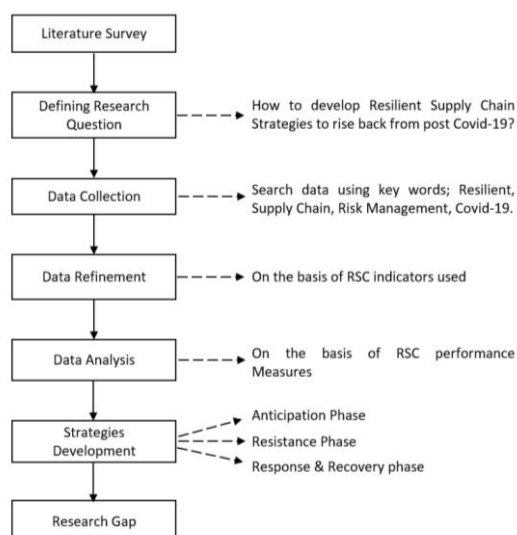 Literature Survey
Defining Research
Question
How to develop Resilient Supply Chain
Strategies to rise back from post Covid-19?
Data Collection
Search data using key words; Resilient,
Supply Chain, Risk Management, Covid-19.
Data Refinement
On the basis of RSC indicators used
Data Analysis
On the basis of RSC performance
Measures
Strategies
Development
Anticipation Phase
Resistance Phase
Response & Recovery phase
Research Gap